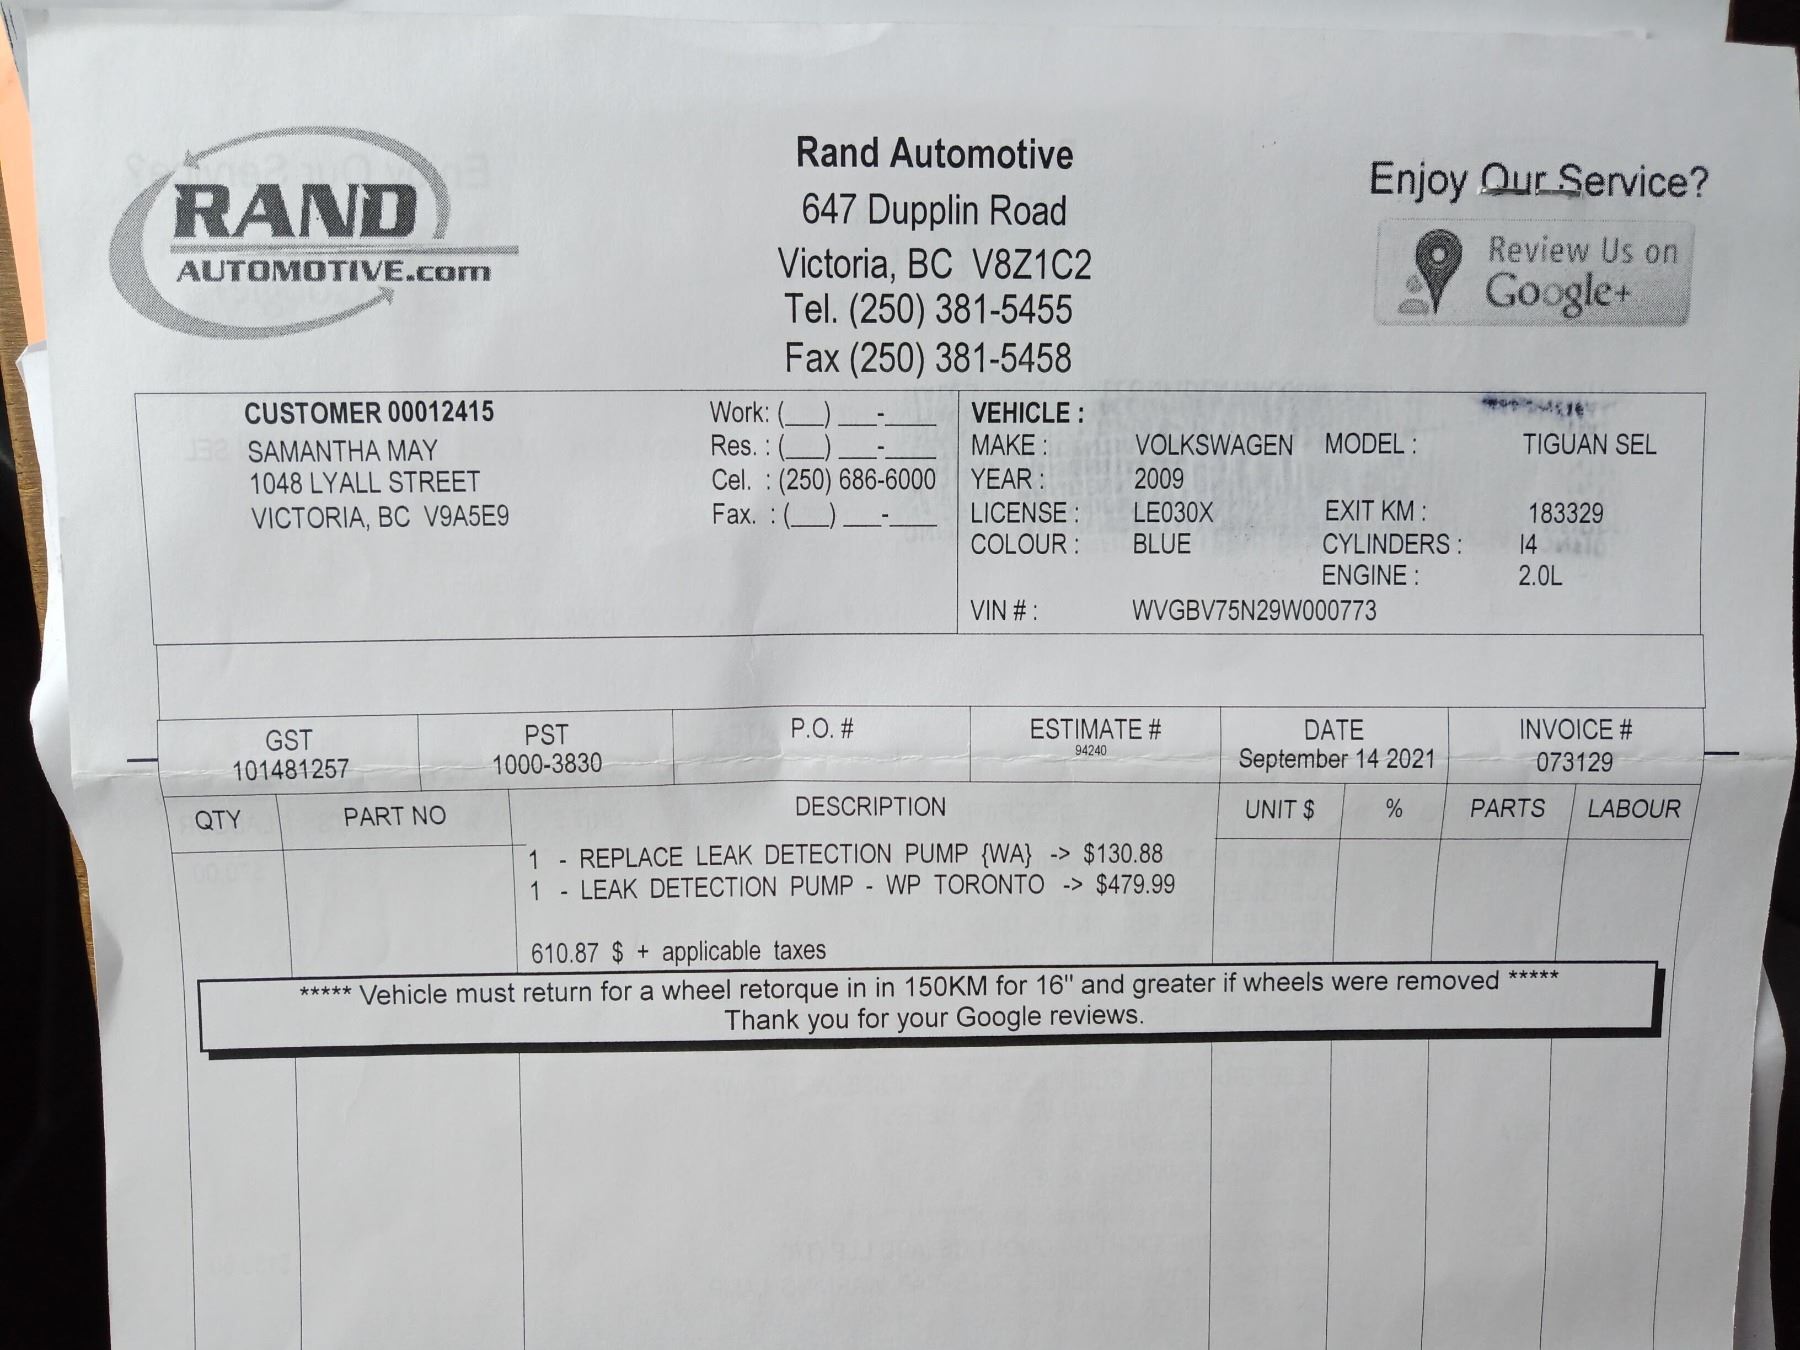 RAND
AUTOMOTIVE.com
Rand Automotive
647 Dupplin Road
Victoria, BC V8Z1C2
Tel. (250) 381-5455
Fax (250) 381-5458
Enjoy Our Service?
Review Us on
Google+
CUSTOMER 00012415
SAMANTHA MAY
1048 LYALL STREET
VICTORIA, BC V9A5E9
Work: (___) ___-____
Res. : (___) ___-____
Cel. : (250) 686-6000
Fax. : (___) ___-____
VEHICLE :
MAKE : VOLKSWAGEN MODEL : TIGUAN SEL
YEAR : 2009
LICENSE : LE030X EXIT KM : 183329
COLOUR : BLUE CYLINDERS : I4
ENGINE : 2.0L
VIN # : WVGBV75N29W000773
GST PST P.O. # ESTIMATE # DATE INVOICE #
101481257 1000-3830 94240 September 14 2021 073129
QTY PART NO DESCRIPTION UNIT $ % PARTS LABOUR
1 - REPLACE LEAK DETECTION PUMP {WA} -> $130.88
1 - LEAK DETECTION PUMP - WP TORONTO -> $479.99
610.87 $ + applicable taxes
***** Vehicle must return for a wheel retorque in in 150KM for 16" and greater if wheels were removed *****
Thank you for your Google reviews.